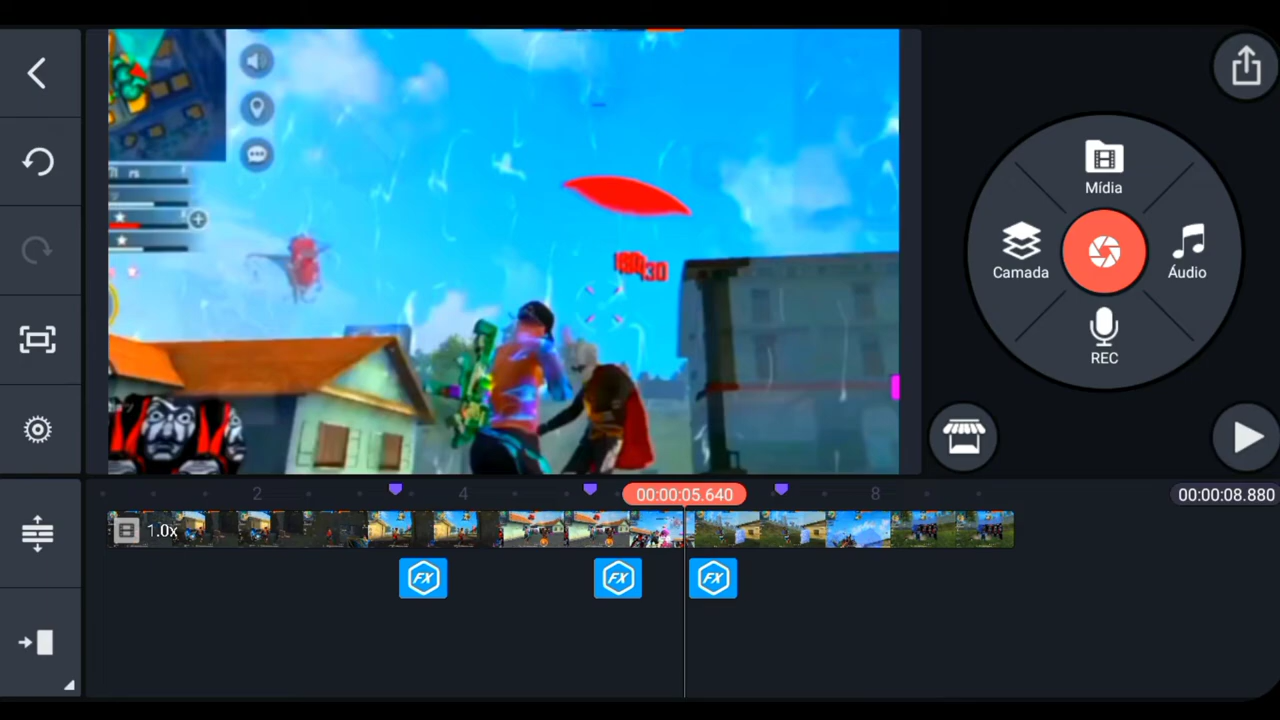 Mídia
Camada
Áudio
REC
30
2
4
00:00:05.640
8
00:00:08.880
1.0x
FX
FX
FX